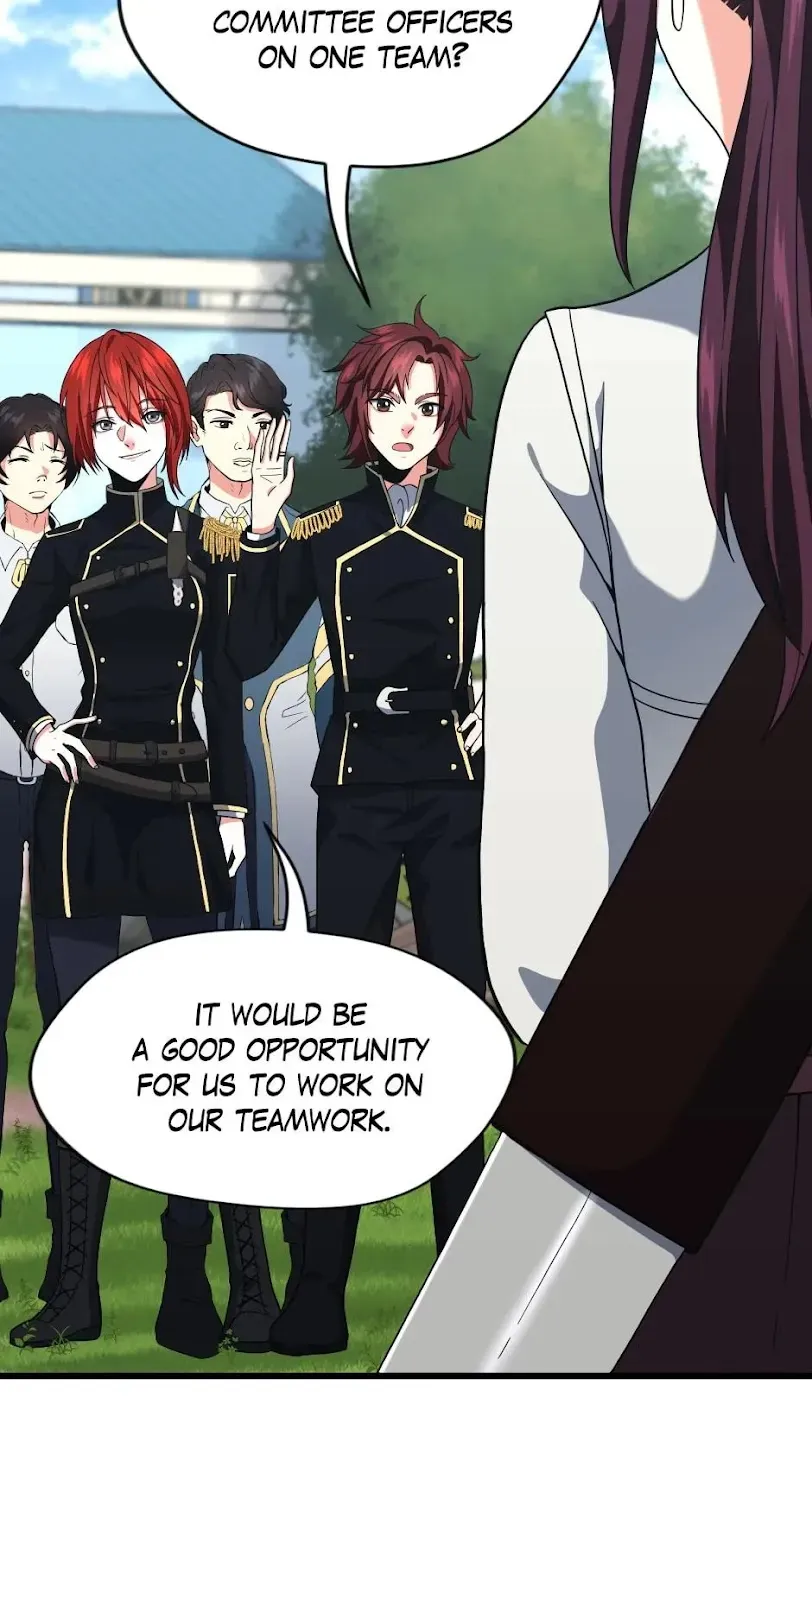 COMMITTEE OFFICERS
ON ONE TEAM?
IT WOULD BE
A GOOD OPPORTUNITY
FOR US TO WORK ON
OUR TEAMWORK.